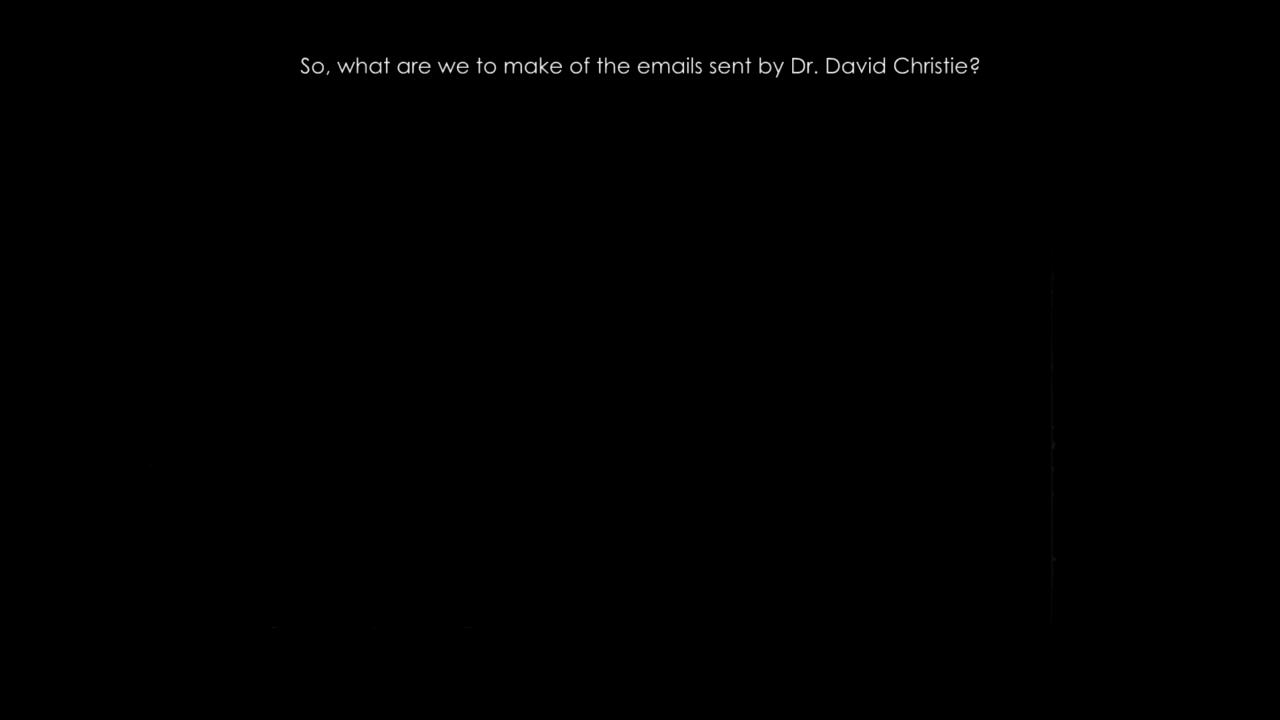 So, what are we to make of the emails sent by Dr. David Christie?